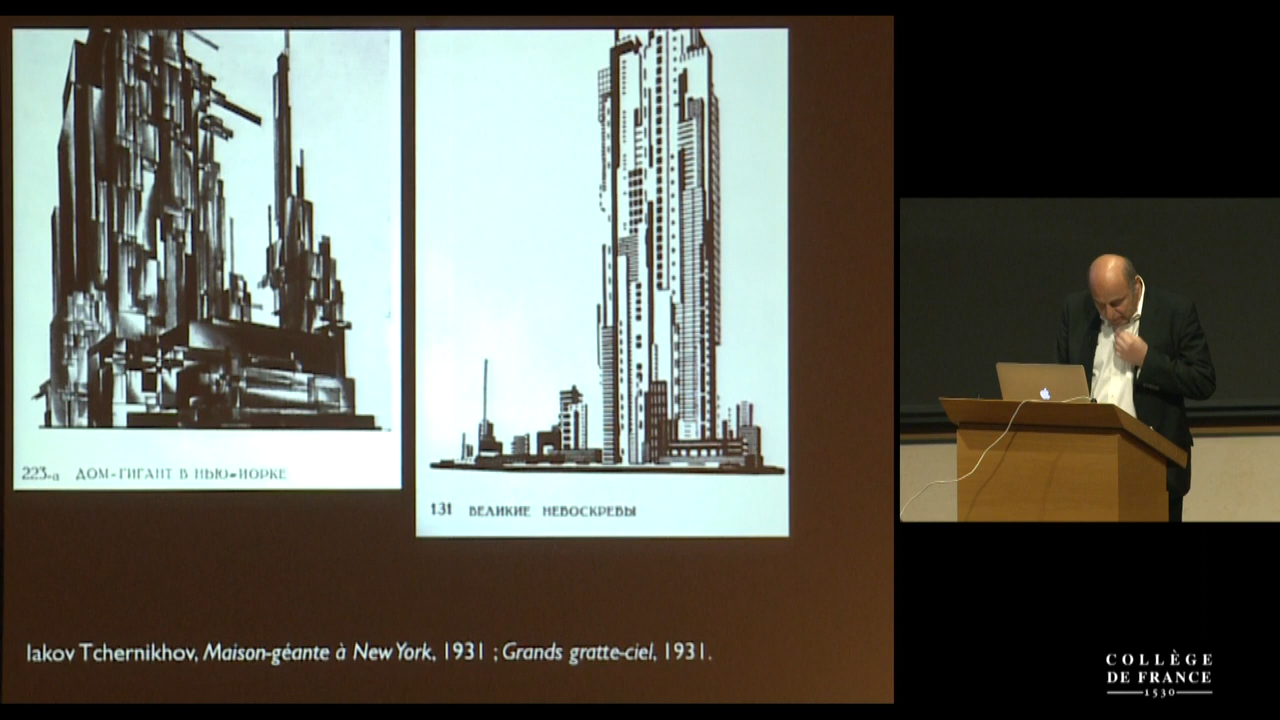 223-а ДОМ-ГИГАНТ В НЬЮ-ЙОРКЕ
131 ВЕЛИКИЕ НЕБОСКРЕБЫ
Iakov Tchernikhov, Maison-géante à New York, 1931 ; Grands gratte-ciel, 1931.
COLLÈGE
DE FRANCE
1530